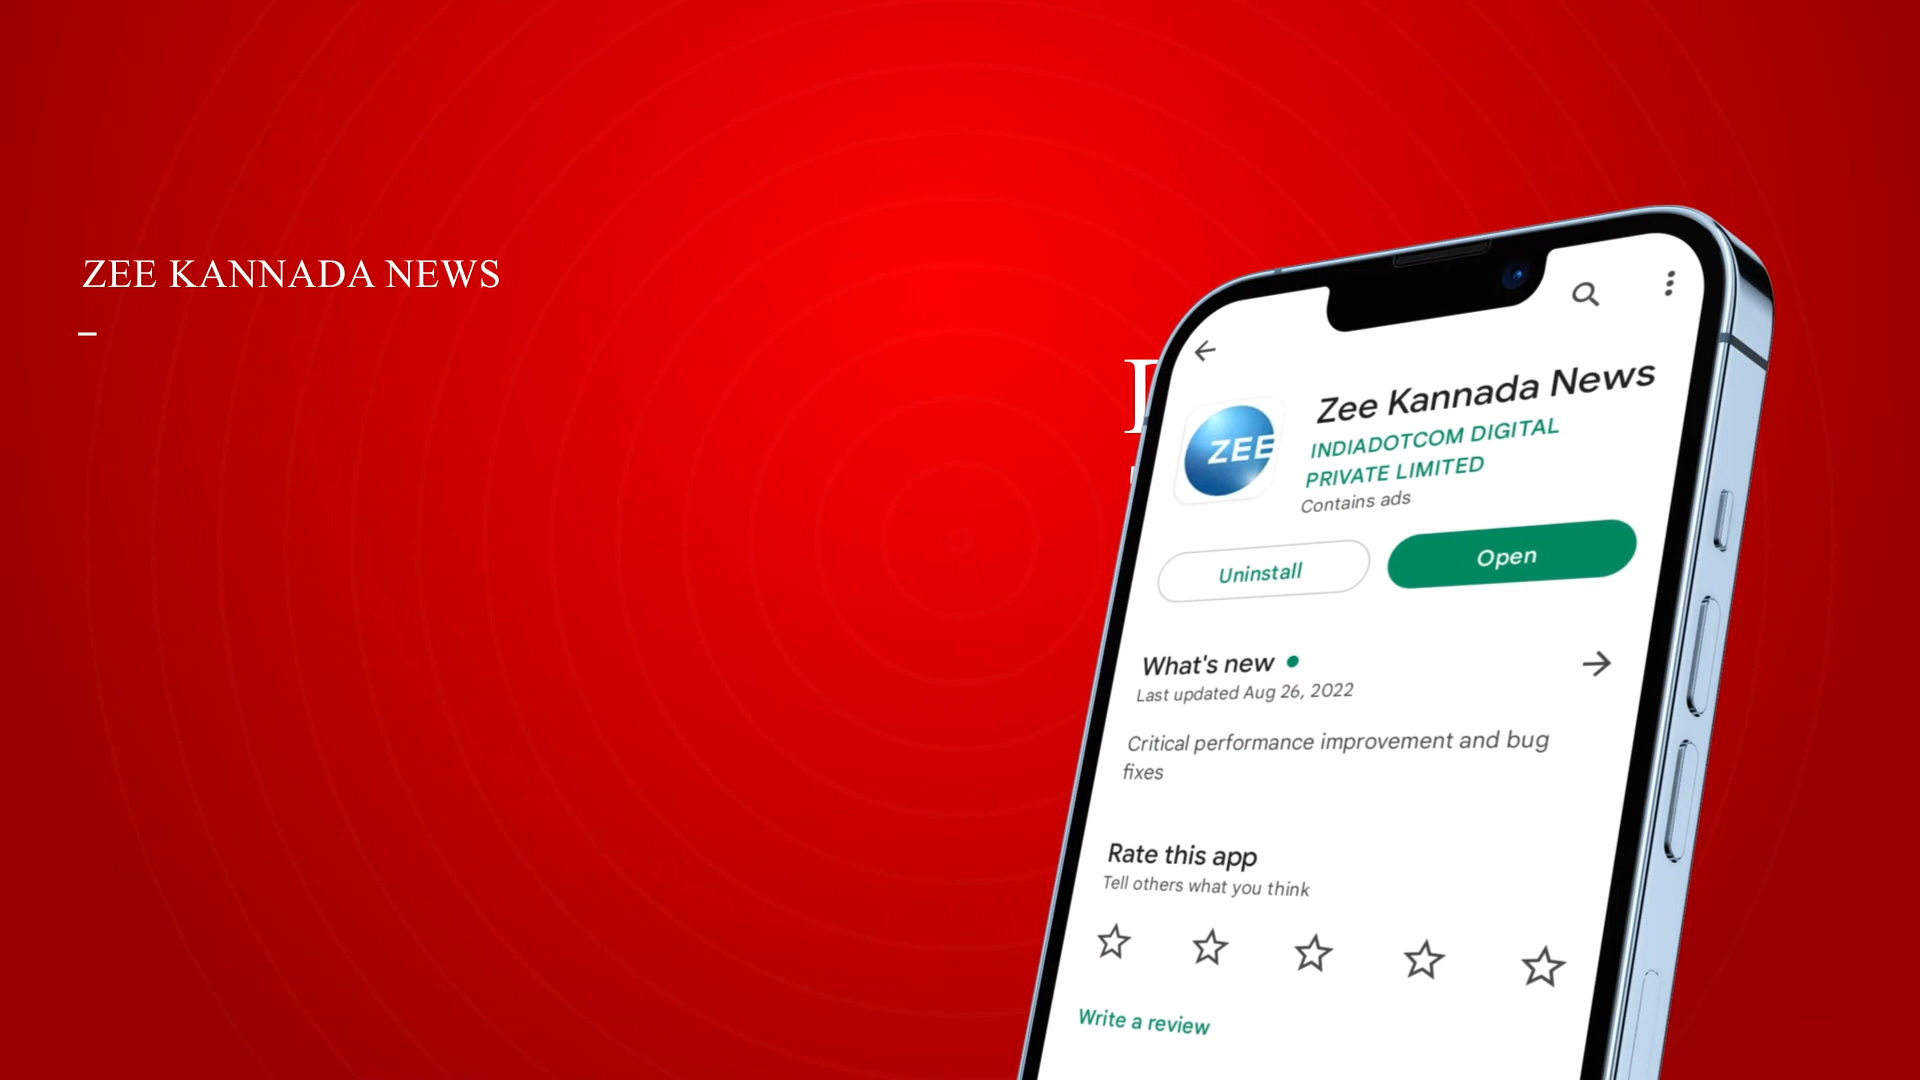 ZEE KANNADA NEWS
Zee Kannada News
ZEE
INDIADOTCOM DIGITAL
PRIVATE LIMITED
Contains ads
Uninstall
Open
What's new
Last updated Aug 26, 2022
Critical performance improvement and bug
fixes
Rate this app
Tell others what you think
Write a review